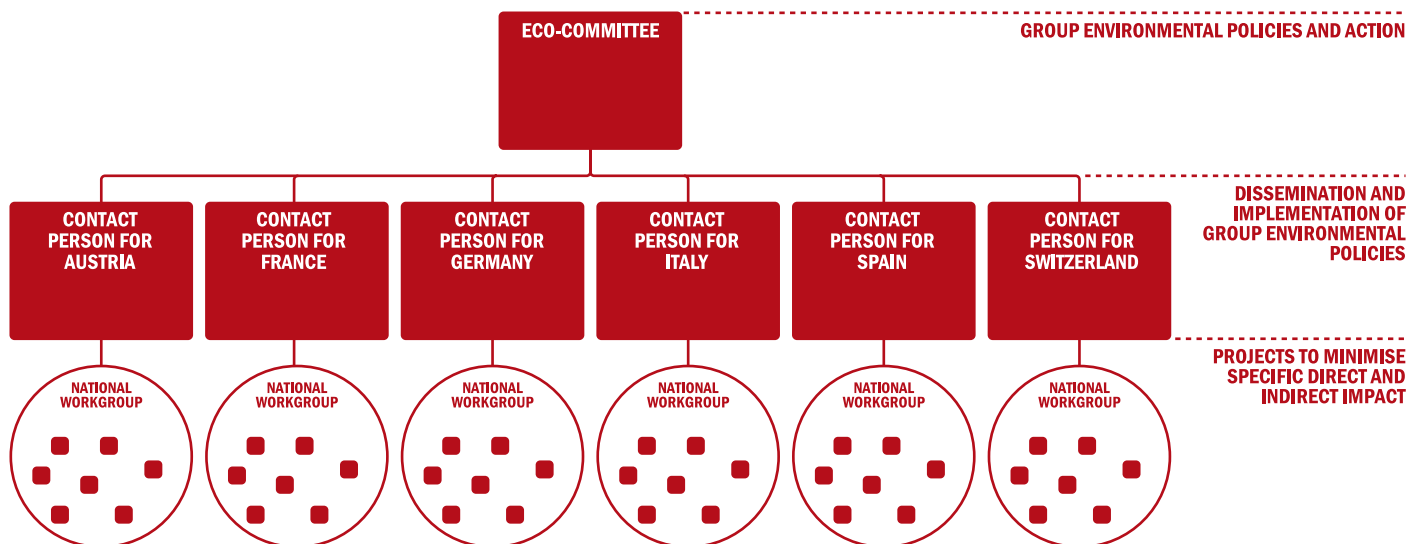 ECO-COMMITTEE
GROUP ENVIRONMENTAL POLICIES AND ACTION
DISSEMINATION AND
IMPLEMENTATION OF
GROUP ENVIRONMENTAL
POLICIES
CONTACT
PERSON FOR
AUSTRIA
CONTACT
PERSON FOR
FRANCE
CONTACT
PERSON FOR
GERMANY
CONTACT
PERSON FOR
ITALY
CONTACT
PERSON FOR
SPAIN
CONTACT
PERSON FOR
SWITZERLAND
PROJECTS TO MINIMISE
SPECIFIC DIRECT AND
INDIRECT IMPACT
NATIONAL
WORKGROUP
NATIONAL
WORKGROUP
NATIONAL
WORKGROUP
NATIONAL
WORKGROUP
NATIONAL
WORKGROUP
NATIONAL
WORKGROUP